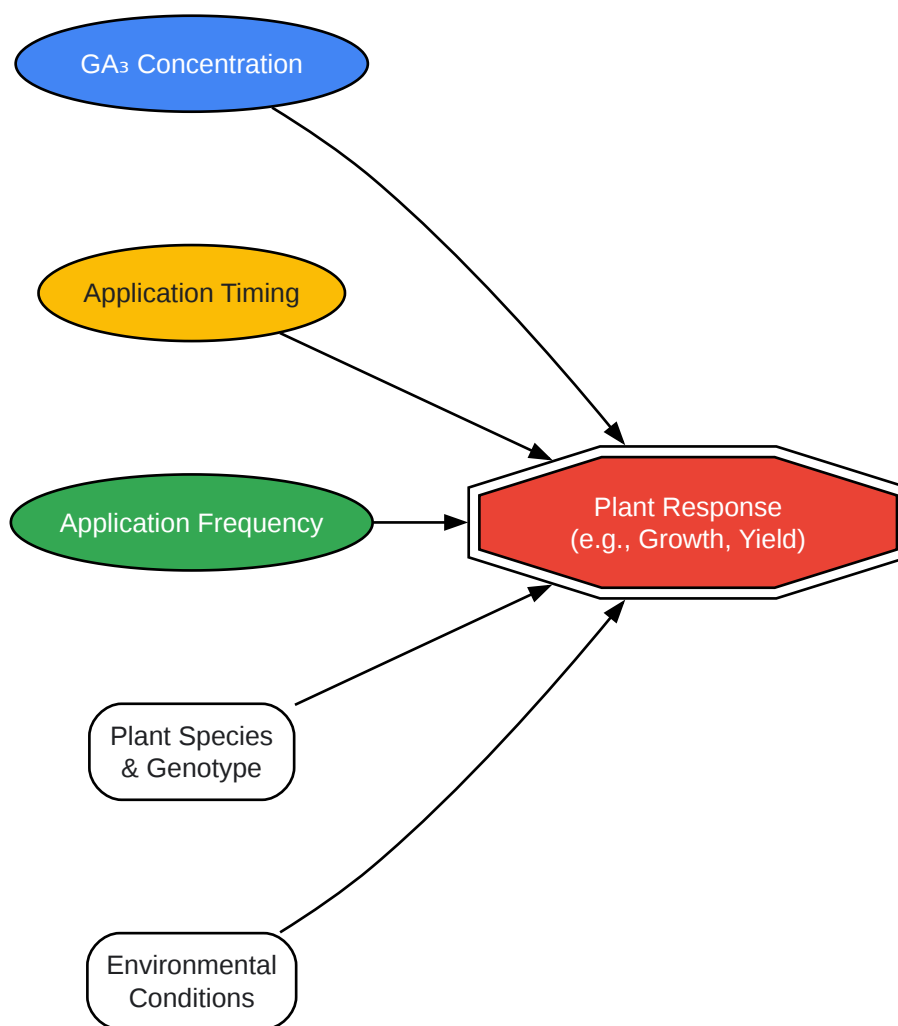 GA₃ Concentration
Application Timing
Application Frequency
Plant Response
(e.g., Growth, Yield)
Plant Species
& Genotype
Environmental
Conditions